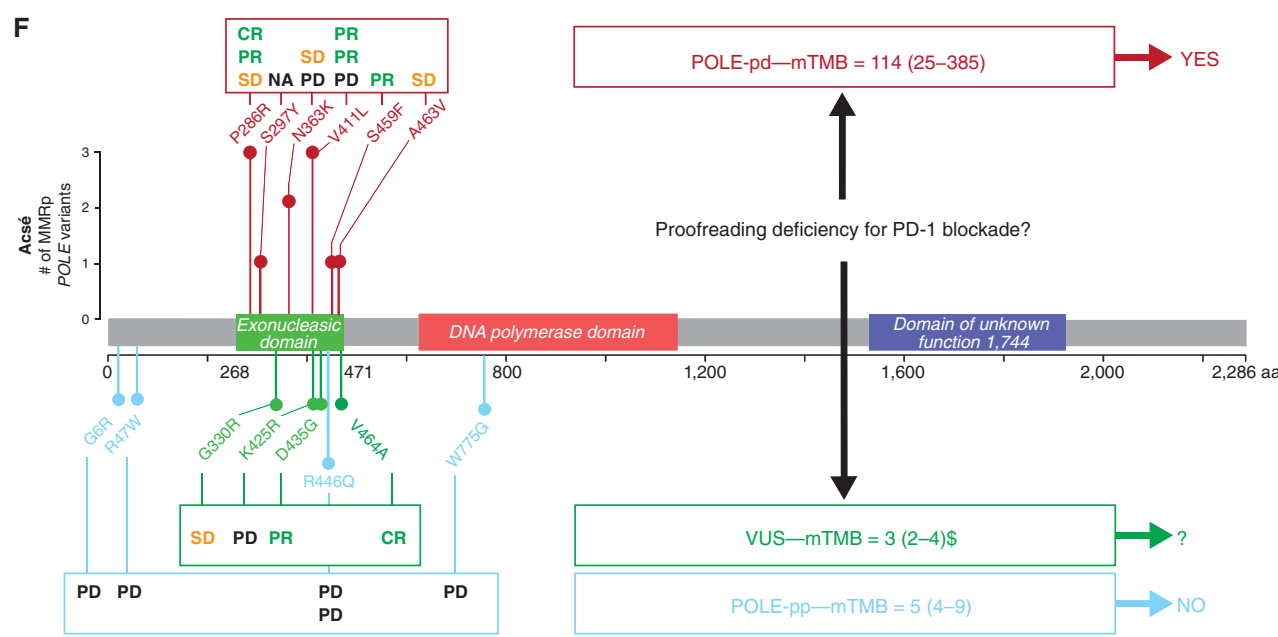 F
CR PR
PR SD PR
SD NA PD PD PR SD
P286R
S297Y
N363K
V411L
S459F
A463V
POLE-pd—mTMB = 114 (25–385)
YES
Acsé
# of MMRp
POLE variants
3
2
1
0
Proofreading deficiency for PD-1 blockade?
Exonucleasic
domain
DNA polymerase domain
Domain of unknown
function 1,744
0 268 471 800 1,200 1,600 2,000 2,286 aa
G6R
R47W
G330R
K425R
D435G
R446Q
V464A
W775G
SD PD PR CR
VUS—mTMB = 3 (2–4)$
?
PD PD PD PD
PD
POLE-pp—mTMB = 5 (4–9)
NO